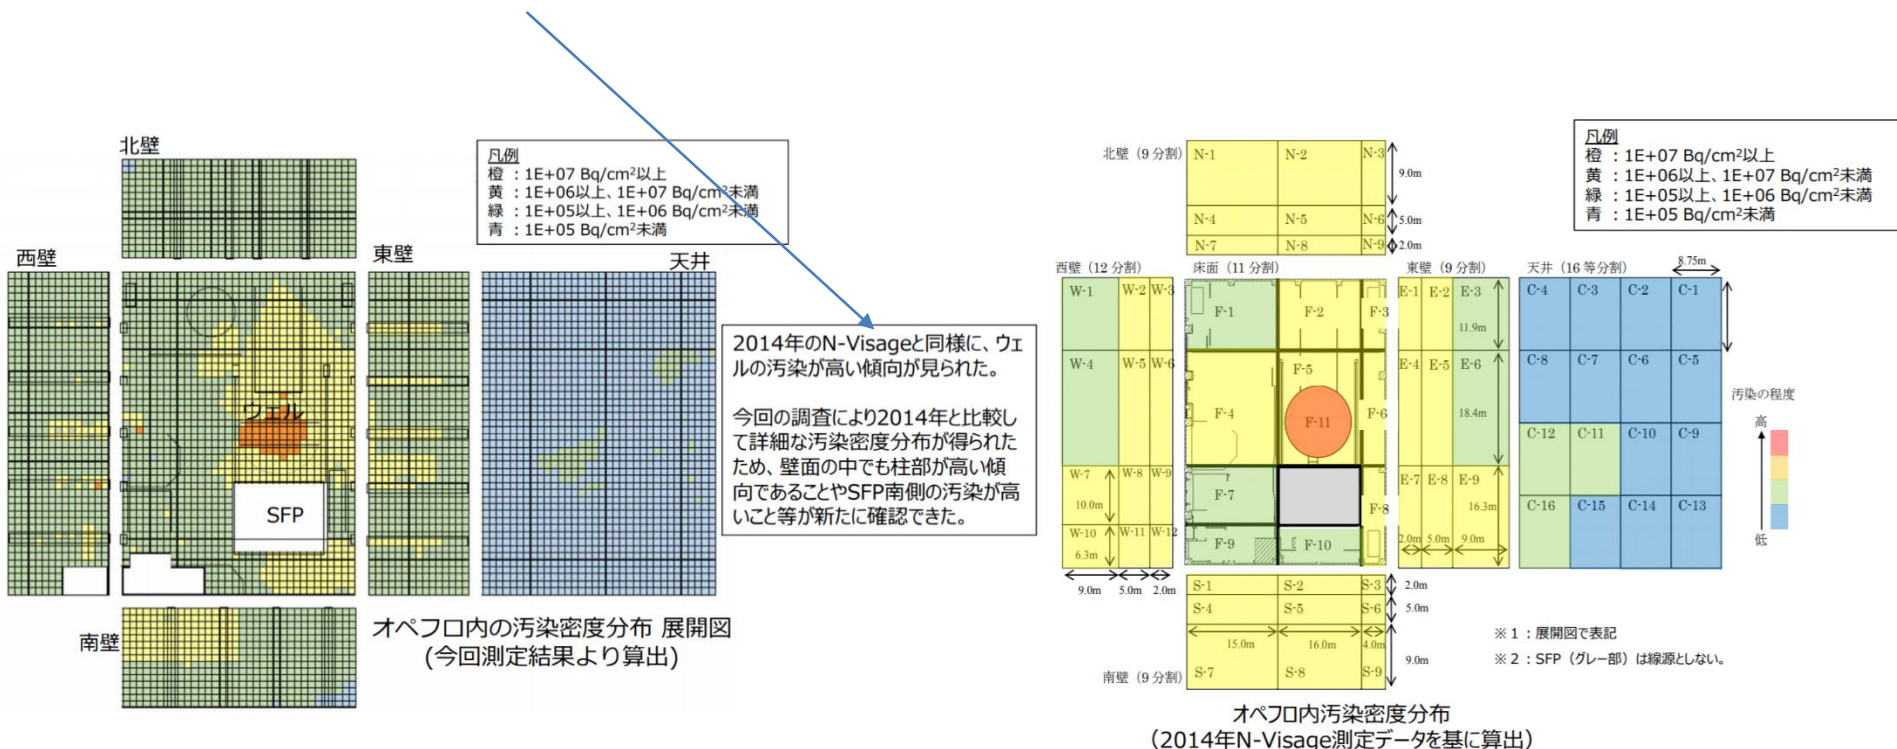 北壁
凡例
橙 : 1E+07 Bq/cm²以上
黄 : 1E+06以上、1E+07 Bq/cm²未満
緑 : 1E+05以上、1E+06 Bq/cm²未満
青 : 1E+05 Bq/cm²未満
西壁
東壁
天井
ウェル
SFP
南壁
オペフロ内の汚染密度分布 展開図
(今回測定結果より算出)
2014年のN-Visageと同様に、ウェ
ルの汚染が高い傾向が見られた。
今回の調査により2014年と比較し
て詳細な汚染密度分布が得られた
ため、壁面の中でも柱部が高い傾
向であることやSFP南側の汚染が高
いこと等が新たに確認できた。
凡例
橙 : 1E+07 Bq/cm²以上
黄 : 1E+06以上、1E+07 Bq/cm²未満
緑 : 1E+05以上、1E+06 Bq/cm²未満
青 : 1E+05 Bq/cm²未満
北壁 (9分割)
N-1 N-2 N-3
9.0m
N-4 N-5 N-6
5.0m
N-7 N-8 N-9
2.0m
西壁 (12分割)
W-1 W-2 W-3
W-4 W-5 W-6
W-7 W-8 W-9
10.0m
W-10 W-11 W-12
6.3m
9.0m 5.0m 2.0m
床面 (11分割)
F-1 F-2 F-3
F-5
F-4 F-11 F-6
F-7
F-8
F-9 F-10
東壁 (9分割)
E-1 E-2 E-3
11.9m
E-4 E-5 E-6
18.4m
E-7 E-8 E-9
16.3m
2.0m 5.0m 9.0m
天井 (16等分割)
8.75m
C-4 C-3 C-2 C-1
C-8 C-7 C-6 C-5
C-12 C-11 C-10 C-9
C-16 C-15 C-14 C-13
汚染の程度
高
低
S-1 S-2 S-3
2.0m
S-4 S-5 S-6
5.0m
15.0m 16.0m 4.0m
9.0m
S-7 S-8 S-9
南壁 (9分割)
※1：展開図で表記
※2：SFP（グレー部）は線源としない。
オペフロ内汚染密度分布
（2014年N-Visage測定データを基に算出）